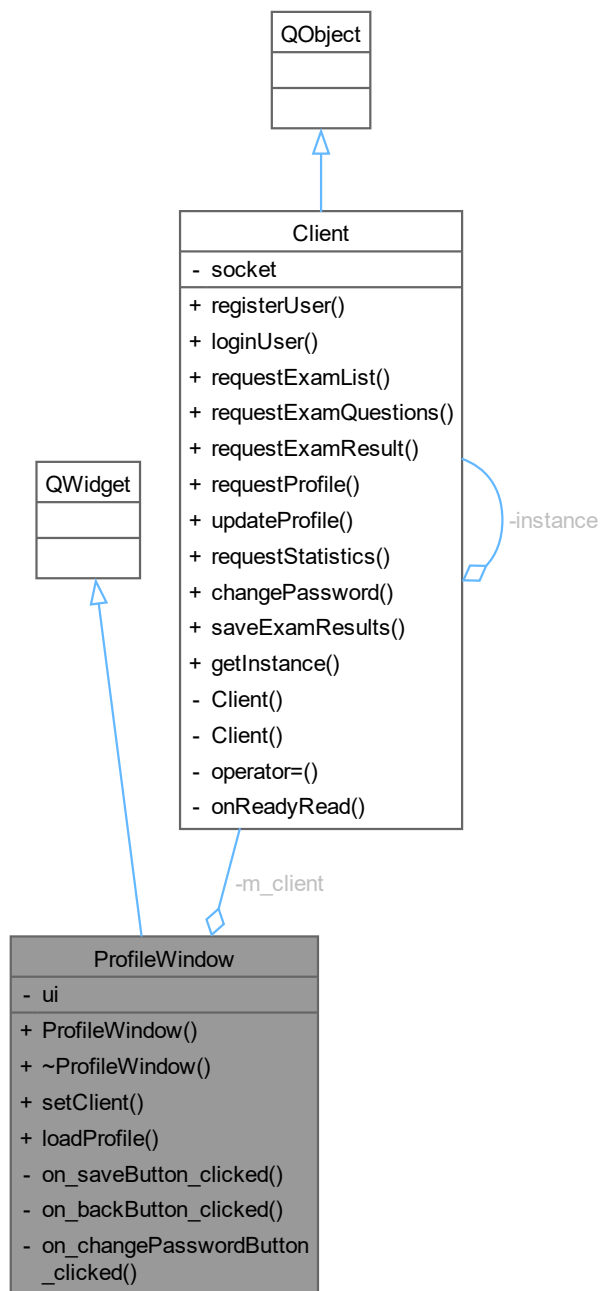 QObject
Client
- socket
+ registerUser()
+ loginUser()
+ requestExamList()
+ requestExamQuestions()
+ requestExamResult()
+ requestProfile()
+ updateProfile()
+ requestStatistics()
+ changePassword()
+ saveExamResults()
+ getInstance()
- Client()
- Client()
- operator=()
- onReadyRead()
-instance
QWidget
-m_client
ProfileWindow
- ui
+ ProfileWindow()
+ ~ProfileWindow()
+ setClient()
+ loadProfile()
- on_saveButton_clicked()
- on_backButton_clicked()
- on_changePasswordButton
_clicked()